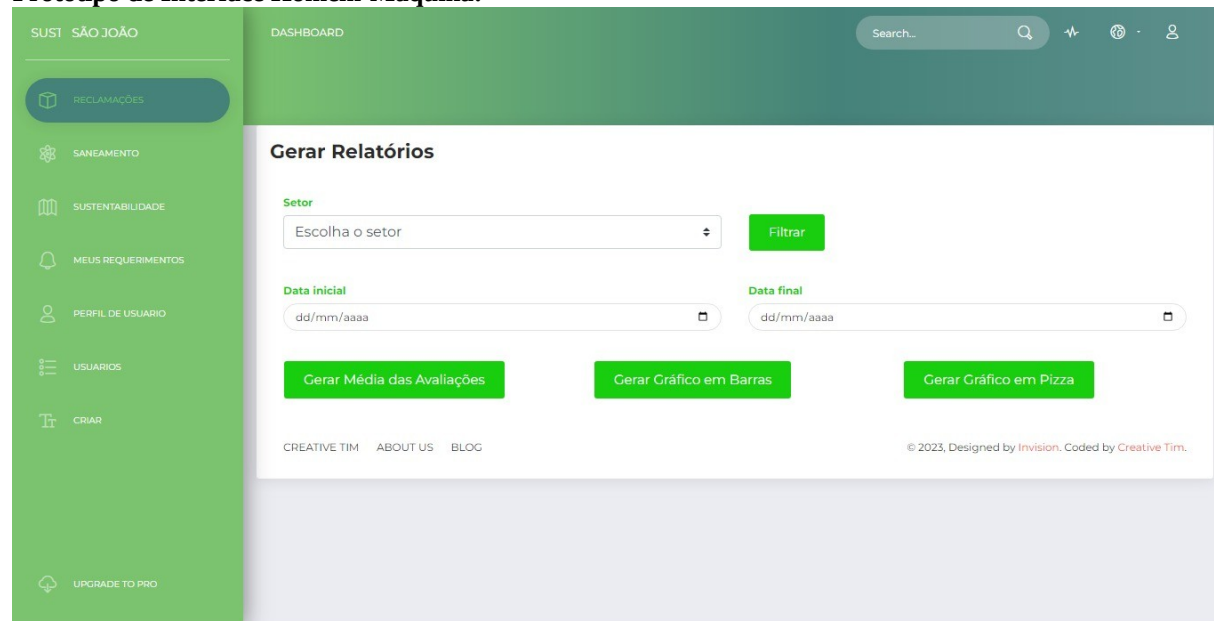 Protótipo de Interface Homem-Máquina:
SUST SÃO JOÃO
DASHBOARD
Search...
RECLAMAÇÕES
SANEAMENTO
SUSTENTABILIDADE
MEUS REQUERIMENTOS
PERFIL DE USUARIO
USUARIOS
CRIAR
UPGRADE TO PRO
Gerar Relatórios
Setor
Escolha o setor
Filtrar
Data inicial
Data final
dd/mm/aaaa
dd/mm/aaaa
Gerar Média das Avaliações
Gerar Gráfico em Barras
Gerar Gráfico em Pizza
CREATIVE TIM ABOUT US BLOG
© 2023, Designed by Invision. Coded by Creative Tim.